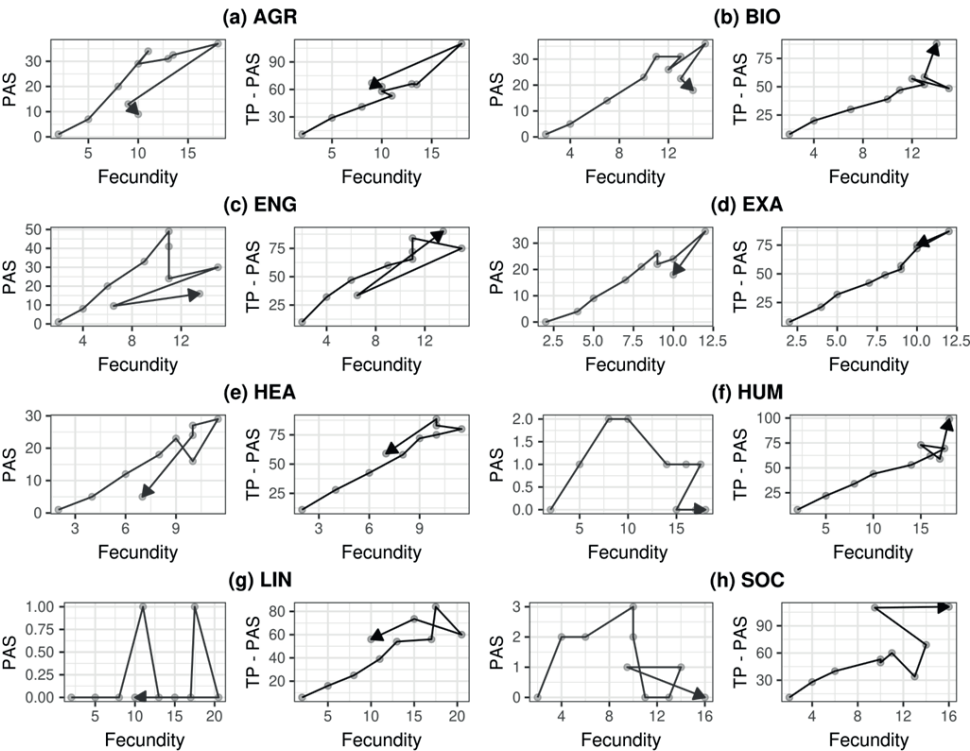 (a) AGR
(b) BIO
PAS
30
20
10
0
5
10
15
Fecundity
TP - PAS
90
60
30
5
10
15
Fecundity
PAS
30
20
10
0
4
8
12
Fecundity
TP - PAS
75
50
25
4
8
12
Fecundity
(c) ENG
(d) EXA
PAS
50
40
30
20
10
0
4
8
12
Fecundity
TP - PAS
75
50
25
4
8
12
Fecundity
PAS
30
20
10
0
2.5
5.0
7.5
10.0
12.5
Fecundity
TP - PAS
75
50
25
2.5
5.0
7.5
10.0
12.5
Fecundity
(e) HEA
(f) HUM
PAS
30
20
10
0
3
6
9
Fecundity
TP - PAS
75
50
25
3
6
9
Fecundity
PAS
2.0
1.5
1.0
0.5
0.0
5
10
15
Fecundity
TP - PAS
100
75
50
25
5
10
15
Fecundity
(g) LIN
(h) SOC
PAS
1.00
0.75
0.50
0.25
0.00
5
10
15
20
Fecundity
TP - PAS
80
60
40
20
5
10
15
20
Fecundity
PAS
3
2
1
0
4
8
12
16
Fecundity
TP - PAS
90
60
30
4
8
12
16
Fecundity